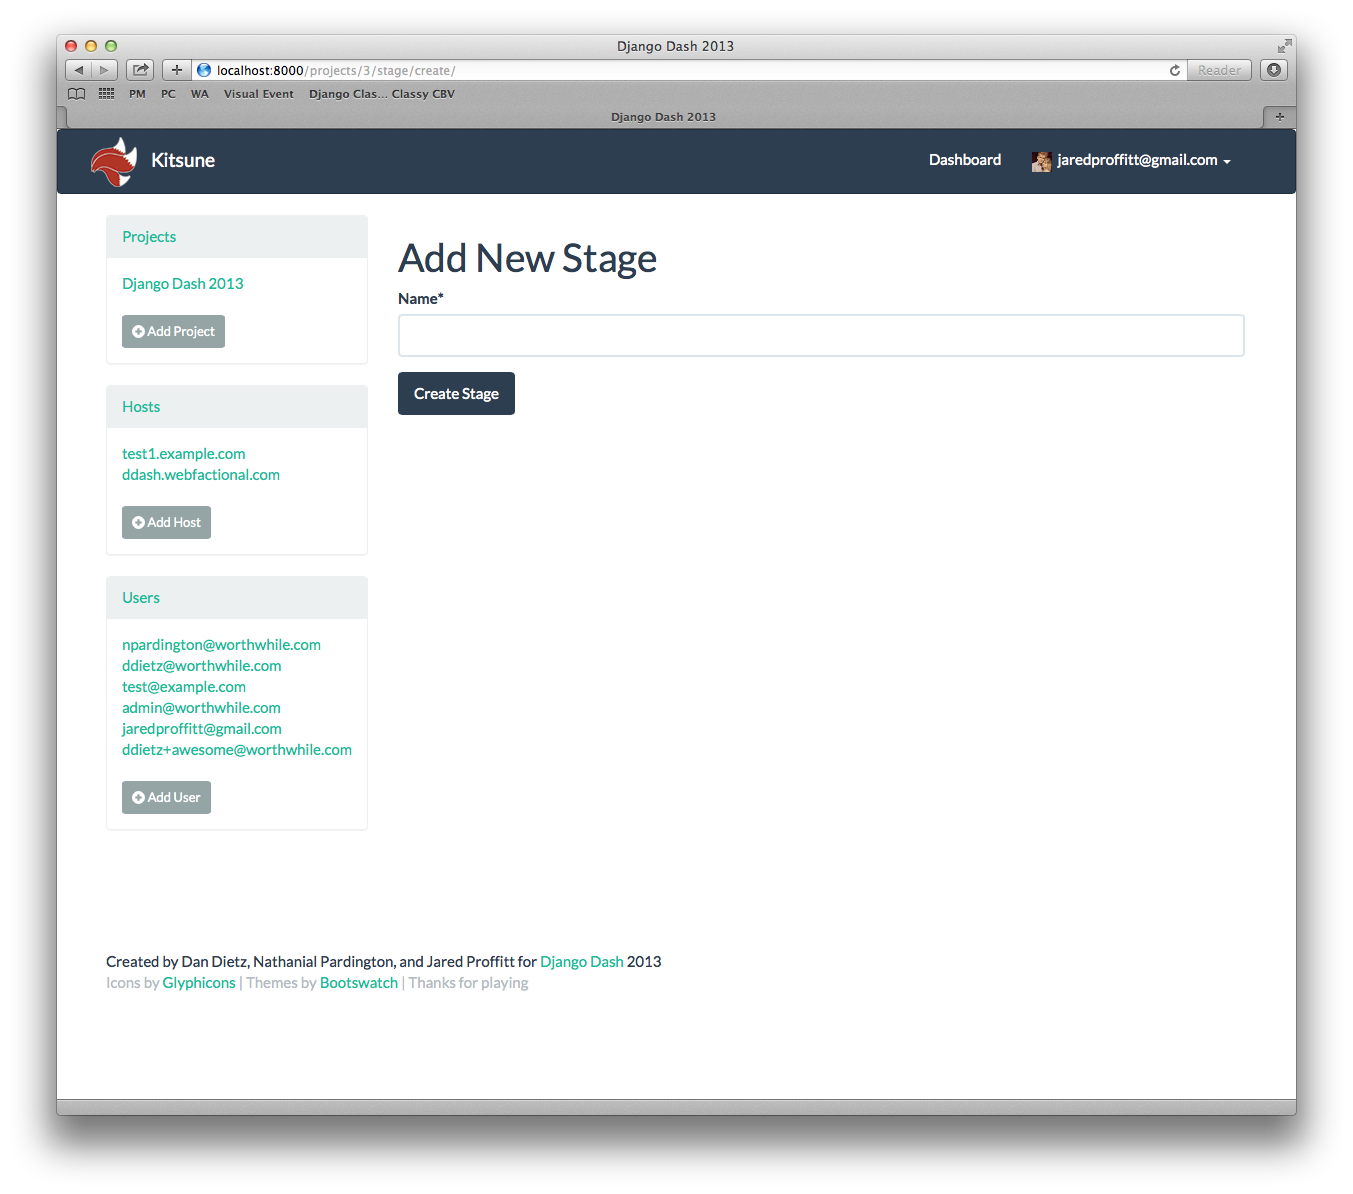 Django Dash 2013
localhost:8000/projects/3/stage/create/
Reader
PM PC WA Visual Event Django Clas... Classy CBV
Django Dash 2013
Kitsune
Dashboard
jaredproffitt@gmail.com
Projects
Django Dash 2013
Add Project
Hosts
test1.example.com
ddash.webfactional.com
Add Host
Users
npardington@worthwhile.com
ddietz@worthwhile.com
test@example.com
admin@worthwhile.com
jaredproffitt@gmail.com
ddietz+awesome@worthwhile.com
Add User
Add New Stage
Name*
Create Stage
Created by Dan Dietz, Nathanial Pardington, and Jared Proffitt for Django Dash 2013
Icons by Glyphicons | Themes by Bootswatch | Thanks for playing